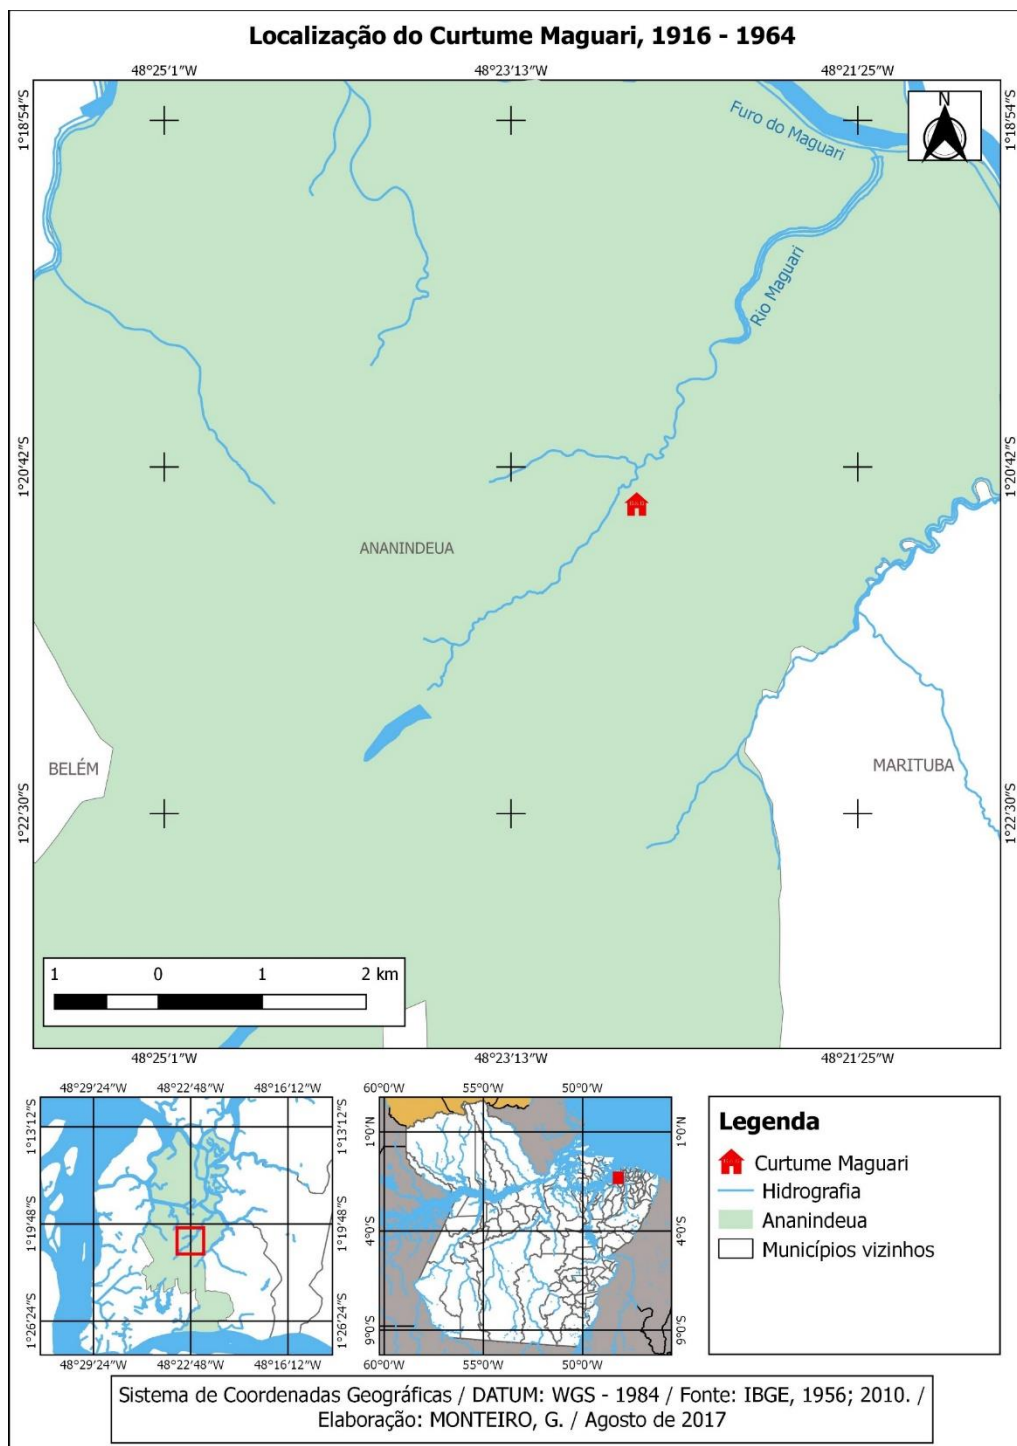 Localização do Curtume Maguari, 1916 - 1964
48°25'1"W 48°23'13"W 48°21'25"W
1°18'54"S 1°18'54"S
N
Furo do Maguari
Rio Maguari
1°20'42"S 1°20'42"S
ANANINDEUA
BELÉM
MARITUBA
1°22'30"S 1°22'30"S
1 0 1 2 km
48°25'1"W 48°23'13"W 48°21'25"W
48°29'24"W 48°22'48"W 48°16'12"W
1°13'12"S 1°13'12"S
1°19'48"S 1°19'48"S
1°26'24"S 1°26'24"S
48°29'24"W 48°22'48"W 48°16'12"W
60°0'W 55°0'W 50°0'W
1°0'N 1°0'N
4°0'S 4°0'S
9°0'S 9°0'S
60°0'W 55°0'W 50°0'W
Legenda
Curtume Maguari
Hidrografia
Ananindeua
Municípios vizinhos
Sistema de Coordenadas Geográficas / DATUM: WGS - 1984 / Fonte: IBGE, 1956; 2010. /
Elaboração: MONTEIRO, G. / Agosto de 2017